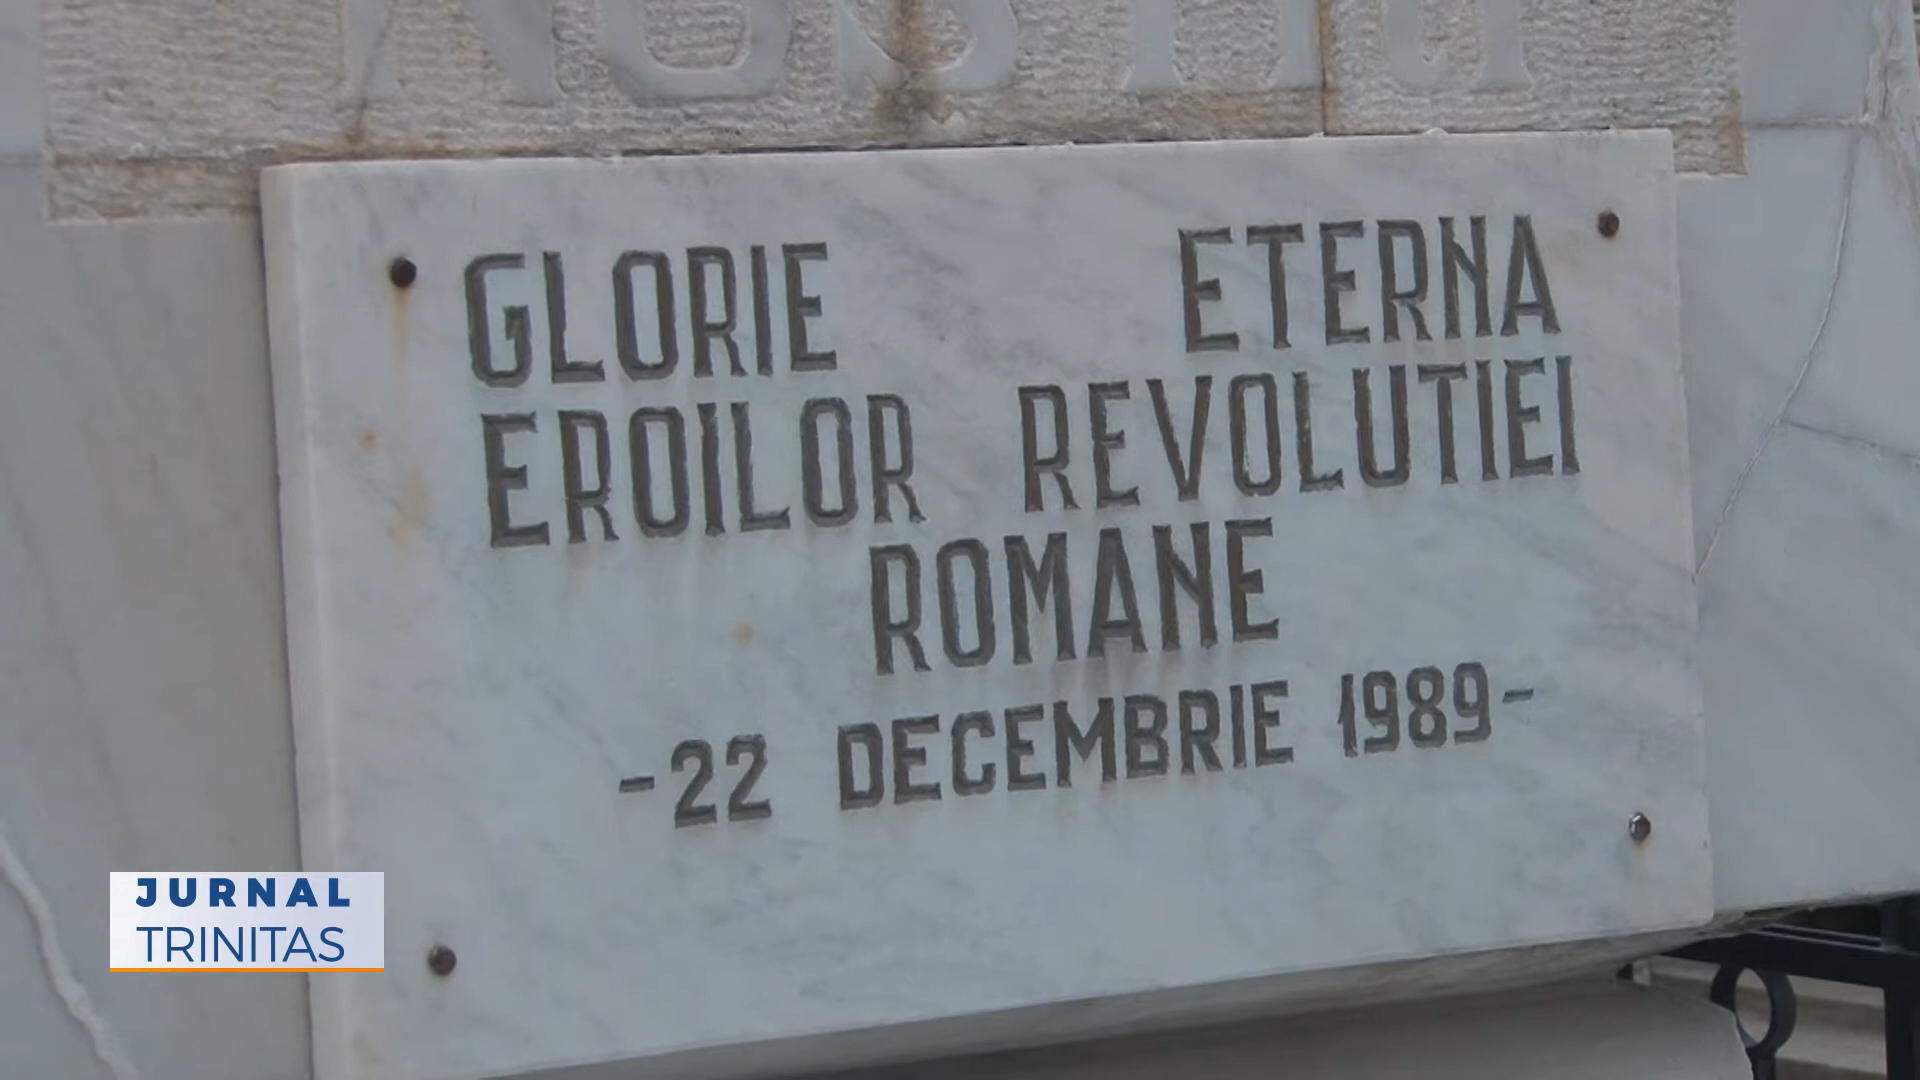 GLORIE ETERNA
EROILOR REVOLUTIEI
ROMANE
-22 DECEMBRIE 1989-
JURNAL
TRINITAS